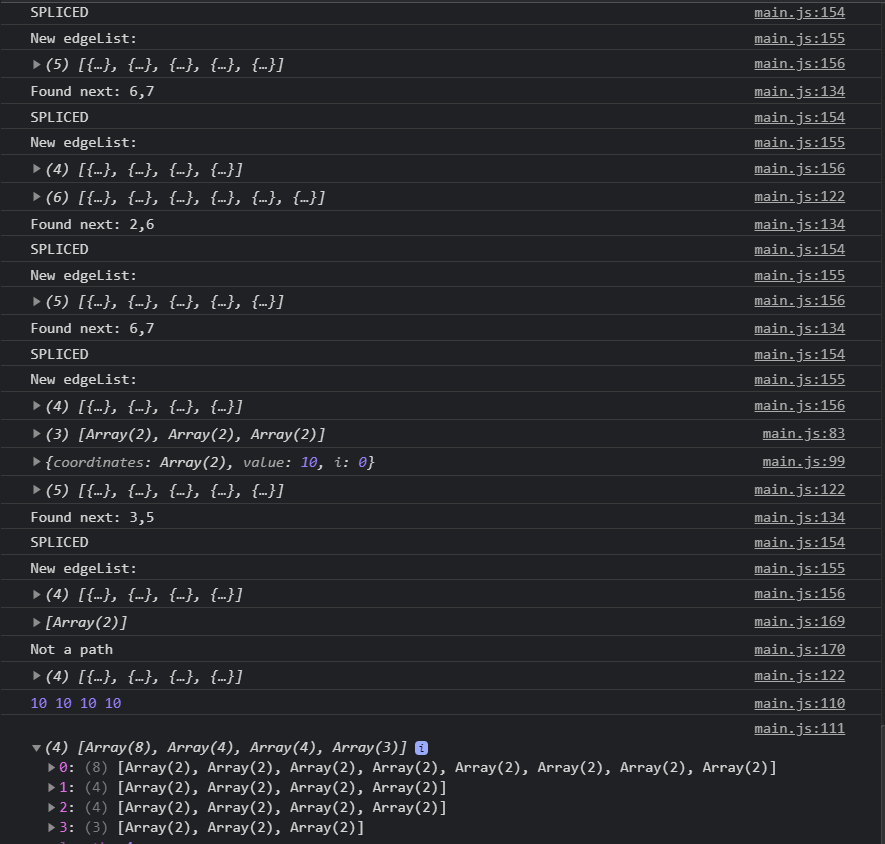 SPLICED main.js:154
New edgeList: main.js:155
▶(5) [{…}, {…}, {…}, {…}, {…}] main.js:156
Found next: 6,7 main.js:134
SPLICED main.js:154
New edgeList: main.js:155
▶(4) [{…}, {…}, {…}, {…}] main.js:156
▶(6) [{…}, {…}, {…}, {…}, {…}, {…}] main.js:122
Found next: 2,6 main.js:134
SPLICED main.js:154
New edgeList: main.js:155
▶(5) [{…}, {…}, {…}, {…}, {…}] main.js:156
Found next: 6,7 main.js:134
SPLICED main.js:154
New edgeList: main.js:155
▶(4) [{…}, {…}, {…}, {…}] main.js:156
▶(3) [Array(2), Array(2), Array(2)] main.js:83
▶{coordinates: Array(2), value: 10, i: 0} main.js:99
▶(5) [{…}, {…}, {…}, {…}, {…}] main.js:122
Found next: 3,5 main.js:134
SPLICED main.js:154
New edgeList: main.js:155
▶(4) [{…}, {…}, {…}, {…}] main.js:156
▶[Array(2)] main.js:169
Not a path main.js:170
▶(4) [{…}, {…}, {…}, {…}] main.js:122
10 10 10 10 main.js:110
main.js:111
▼(4) [Array(8), Array(4), Array(4), Array(3)] i
▶0: (8) [Array(2), Array(2), Array(2), Array(2), Array(2), Array(2), Array(2), Array(2)]
▶1: (4) [Array(2), Array(2), Array(2), Array(2)]
▶2: (4) [Array(2), Array(2), Array(2), Array(2)]
▶3: (3) [Array(2), Array(2), Array(2)]